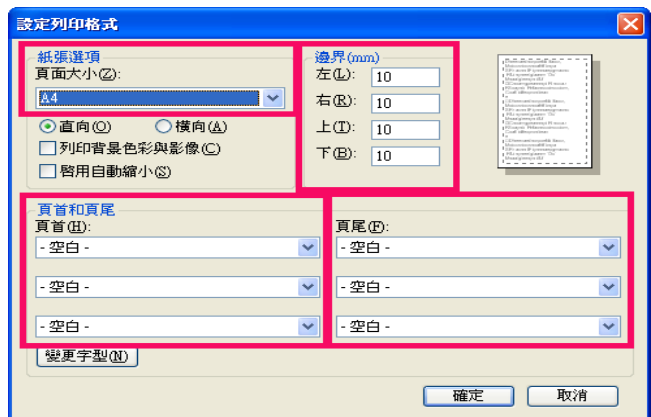 設定列印格式
紙張選項
頁面大小(Z):
A4
直向(O) 橫向(A)
列印背景色彩與影像(C)
啓用自動縮小(S)
邊界(mm)
左(L): 10
右(R): 10
上(T): 10
下(B): 10
頁首和頁尾
頁首(H):
- 空白 -
- 空白 -
- 空白 -
頁尾(F):
- 空白 -
- 空白 -
- 空白 -
變更字型(N)
確定 取消